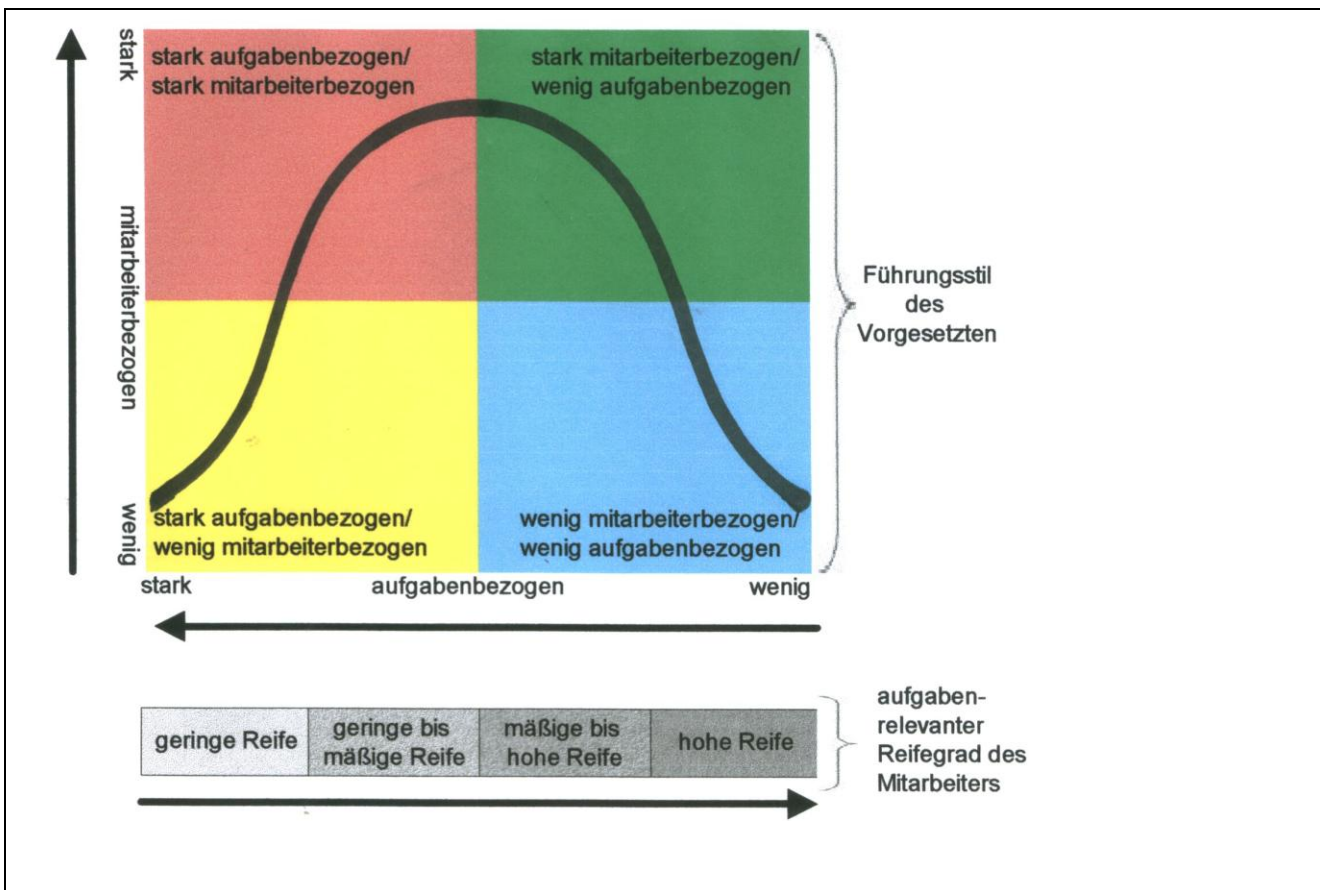 stark
mitarbeiterbezogen
wenig
stark aufgabenbezogen/
stark mitarbeiterbezogen
stark mitarbeiterbezogen/
wenig aufgabenbezogen
stark aufgabenbezogen/
wenig mitarbeiterbezogen
wenig mitarbeiterbezogen/
wenig aufgabenbezogen
stark
aufgabenbezogen
wenig
Führungsstil
des
Vorgesetzten
geringe Reife
geringe bis
mäßige Reife
mäßige bis
hohe Reife
hohe Reife
aufgaben-
relevanter
Reifegrad des
Mitarbeiters